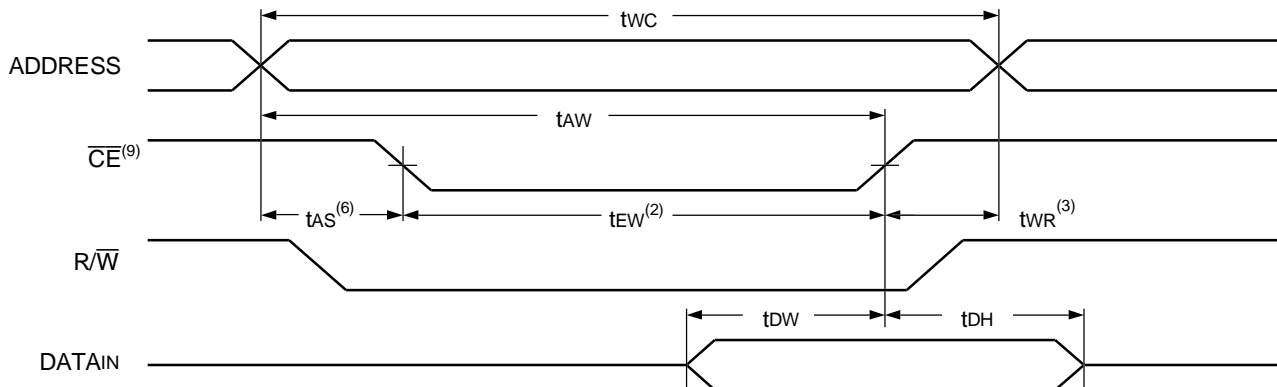 tWC
ADDRESS
tAW
CE(9)
tAS(6) tEW(2) tWR(3)
R/W
tDW tDH
DATAIN